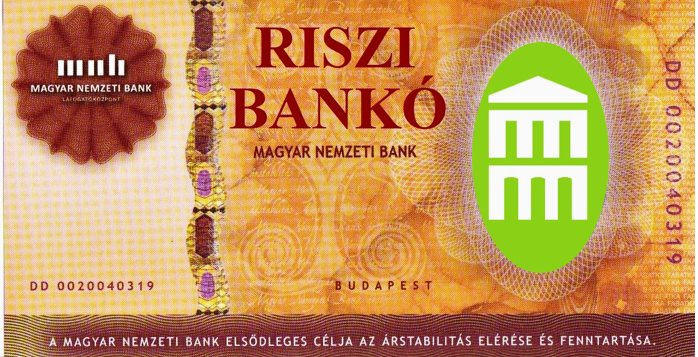 RISZI
BANKÓ
MAGYAR NEMZETI BANK
MAGYAR NEMZETI BANK
LÁTOGATÓKÖZPONT
DD 0020040319
DD 0020040319
BUDAPEST
A MAGYAR NEMZETI BANK ELSŐDLEGES CÉLJA AZ ÁRSTABILITÁS ELÉRÉSE ÉS FENNTARTÁSA.